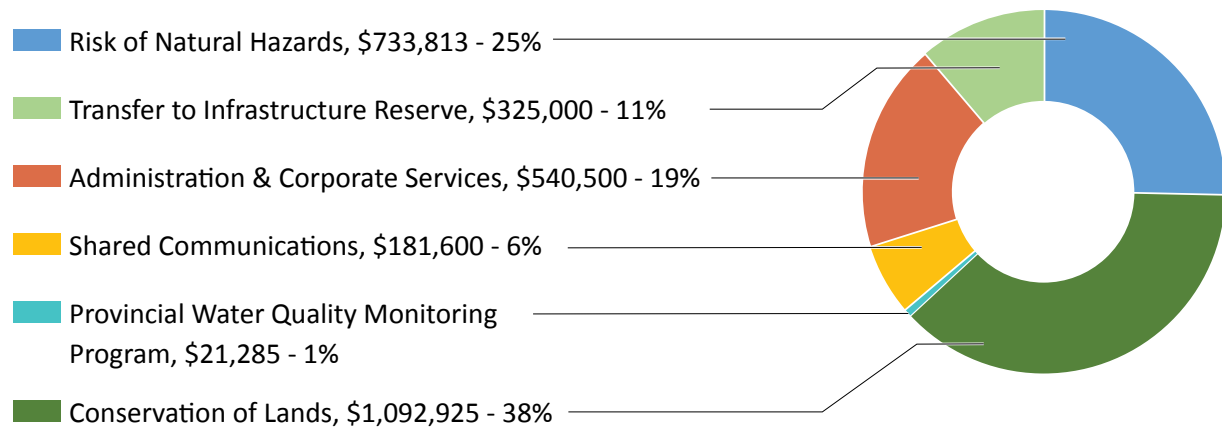 Risk of Natural Hazards, $733,813 - 25%
Transfer to Infrastructure Reserve, $325,000 - 11%
Administration & Corporate Services, $540,500 - 19%
Shared Communications, $181,600 - 6%
Provincial Water Quality Monitoring
Program, $21,285 - 1%
Conservation of Lands, $1,092,925 - 38%